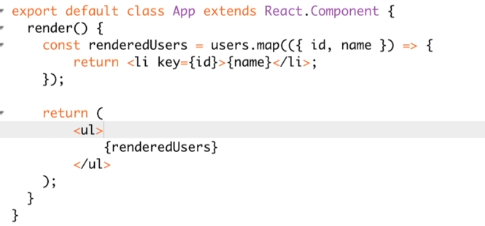 export default class App extends React.Component {
  render() {
    const renderedUsers = users.map(({ id, name }) => {
        return <li key={id}>{name}</li>;
    });

    return (
        <ul>
            {renderedUsers}
        </ul>
    );
  }
}